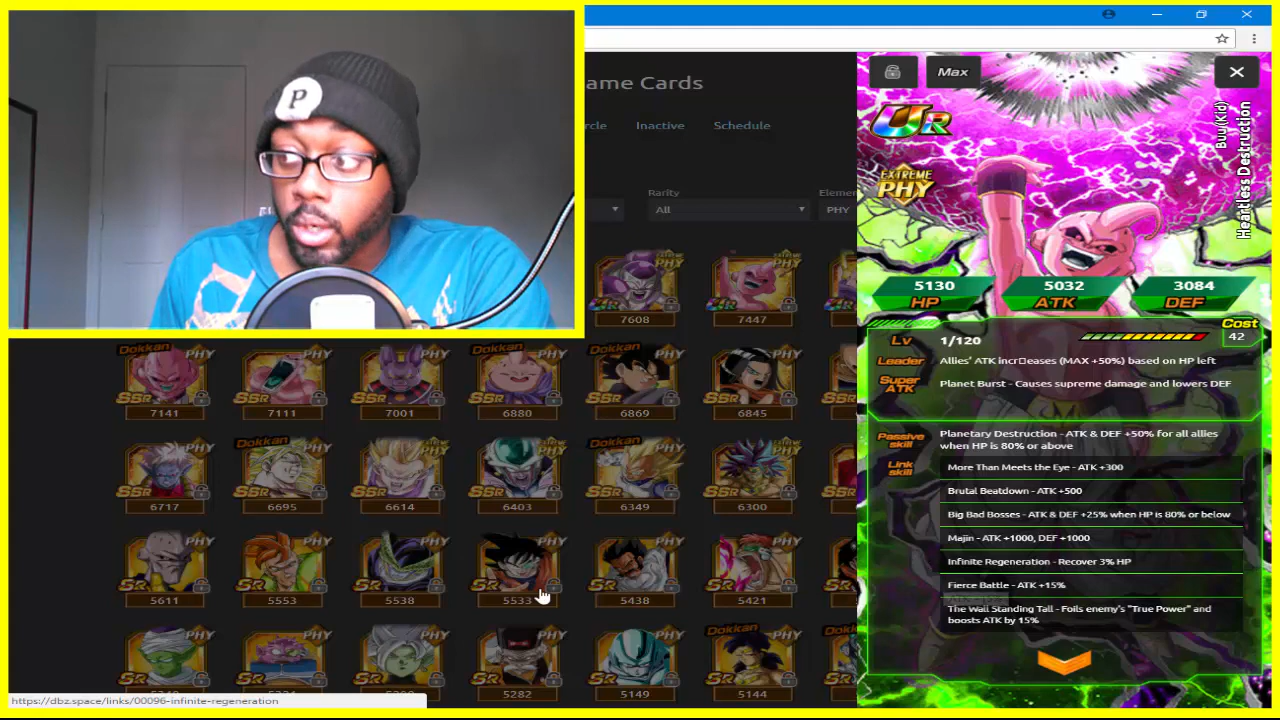 P
ame Cards
rcle Inactive Schedule
Rarity
Elemen
All
PHY
Max
UR
EXTREME
PHY
Buu (Kid)
Heartless Destruction
5130
HP
5032
ATK
3084
DEF
Cost
42
Lv
1/120
Leader
Allies' ATK incr□eases (MAX +50%) based on HP left
Super
ATK
Planet Burst - Causes supreme damage and lowers DEF
Passive
skill
Planetary Destruction - ATK & DEF +50% for all allies
when HP is 80% or above
Link
skill
More Than Meets the Eye - ATK +300
Brutal Beatdown - ATK +500
Big Bad Bosses - ATK & DEF +25% when HP is 80% or below
Majin - ATK +1000, DEF +1000
Infinite Regeneration - Recover 3% HP
Fierce Battle - ATK +15%
The Wall Standing Tall - Foils enemy's "True Power" and
boosts ATK by 15%
7608 7447
7141 7111 7001 6880 6869 6845
6717 6695 6614 6403 6349 6300
5611 5553 5538 5533 5438 5421
5282 5149 5144
https://dbz.space/links/00096-infinite-regeneration